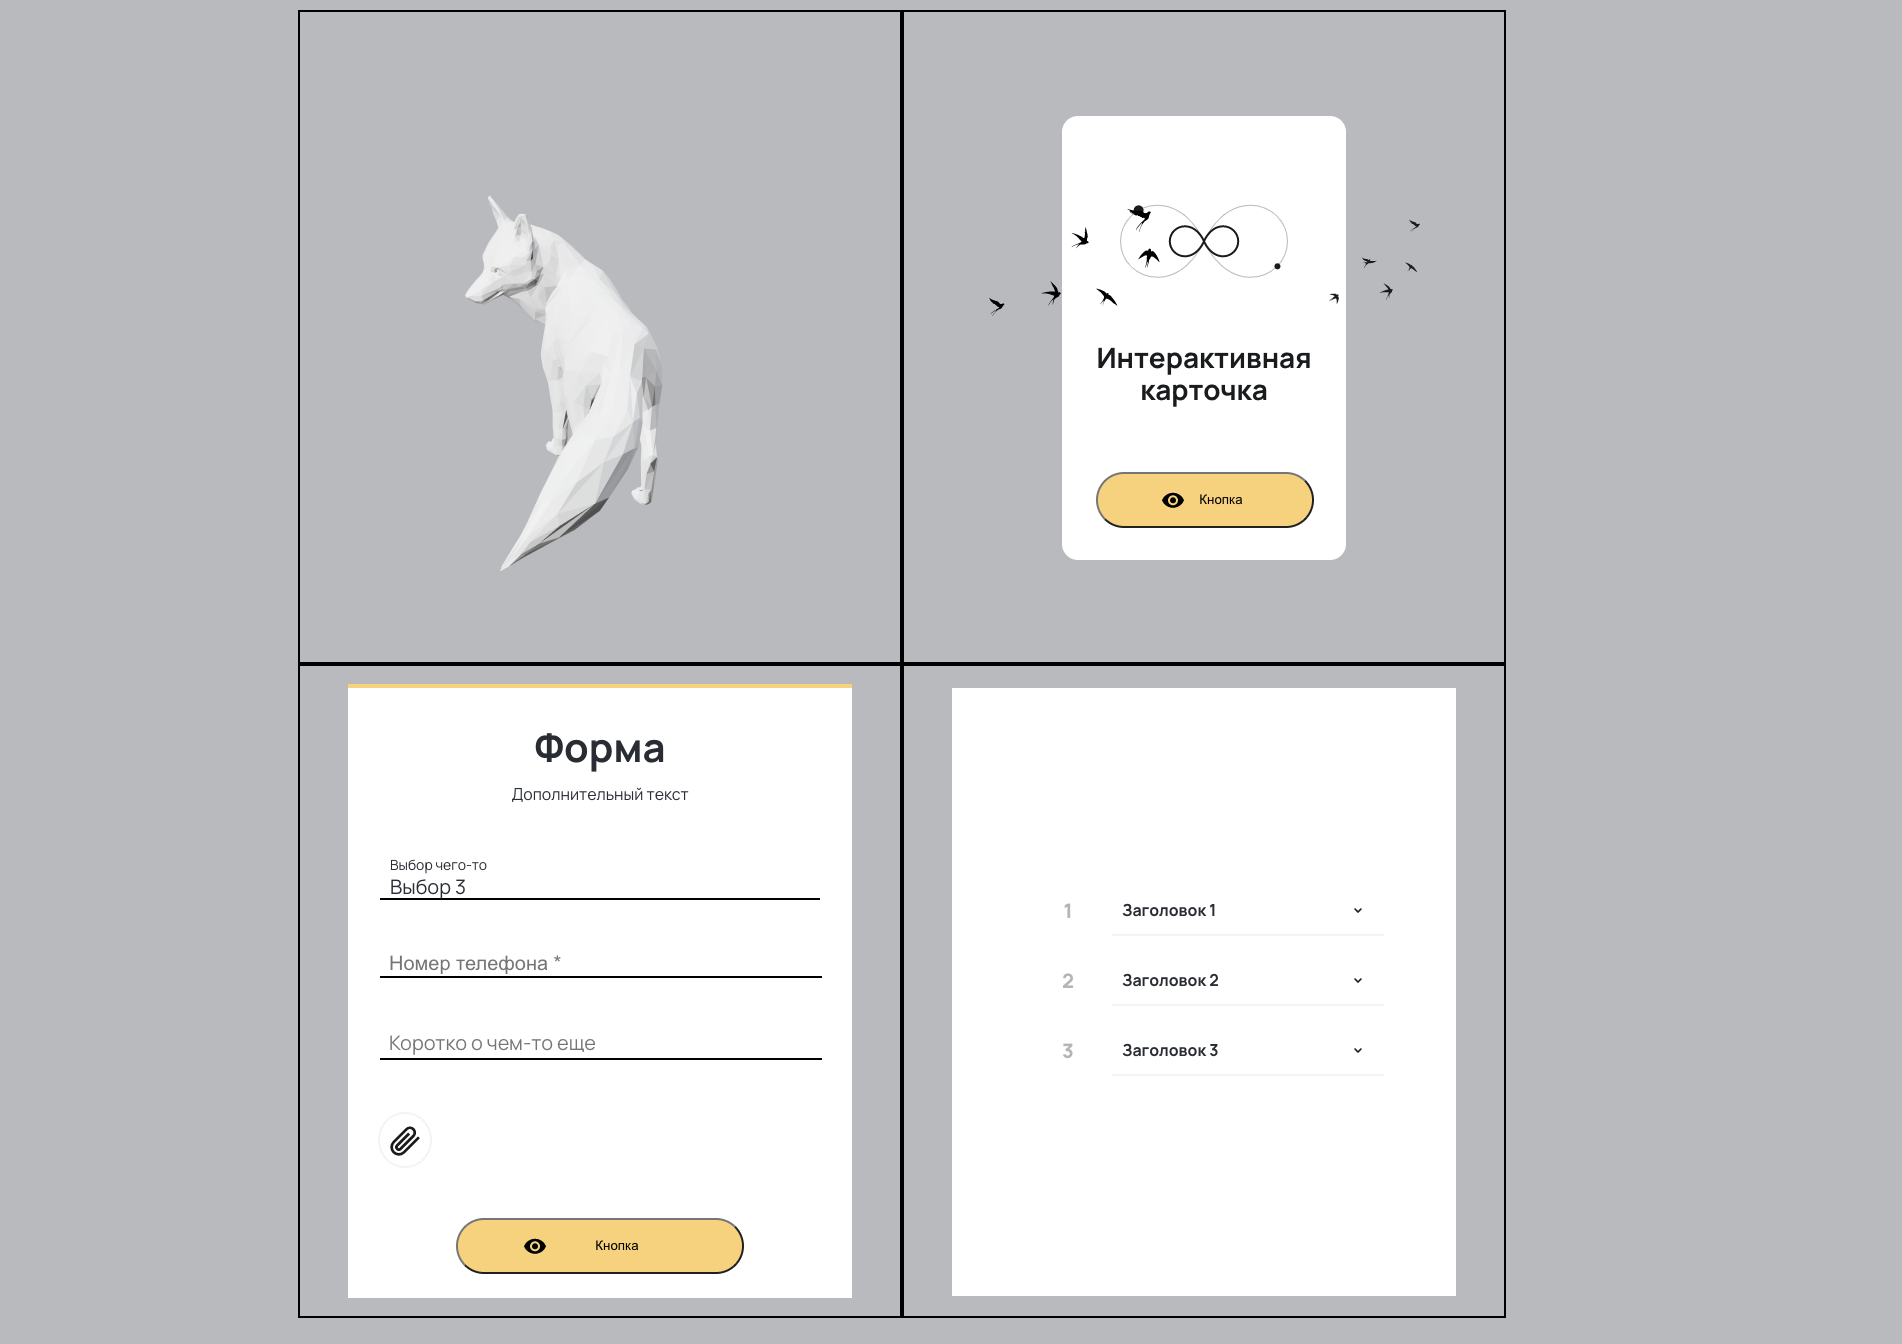 Интерактивная
карточка
Кнопка
Форма
Дополнительный текст
Выбор чего-то
Выбор 3
Номер телефона *
Коротко о чем-то еще
Кнопка
1 Заголовок 1
2 Заголовок 2
3 Заголовок 3